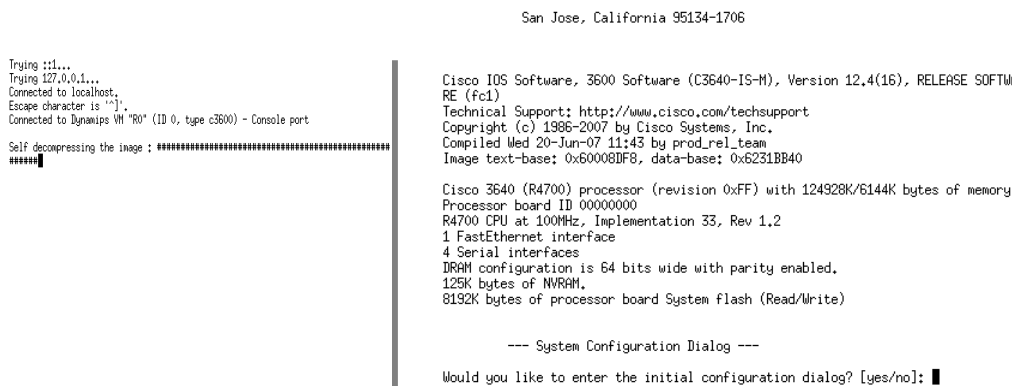 Trying ::1...
Trying 127.0.0.1...
Connected to localhost.
Escape character is '^]'.
Connected to Dynamips VM "R0" (ID 0, type c3600) - Console port
Self decompressing the image : ##################################################
######
San Jose, California 95134-1706
Cisco IOS Software, 3600 Software (C3640-IS-M), Version 12.4(16), RELEASE SOFTW
RE (fc1)
Technical Support: http://www.cisco.com/techsupport
Copyright (c) 1986-2007 by Cisco Systems, Inc.
Compiled Wed 20-Jun-07 11:43 by prod_rel_team
Image text-base: 0x60008DF8, data-base: 0x6231BB40
Cisco 3640 (R4700) processor (revision 0xFF) with 124928K/6144K bytes of memory
Processor board ID 00000000
R4700 CPU at 100MHz, Implementation 33, Rev 1.2
1 FastEthernet interface
4 Serial interfaces
DRAM configuration is 64 bits wide with parity enabled.
125K bytes of NVRAM.
8192K bytes of processor board System flash (Read/Write)
--- System Configuration Dialog ---
Would you like to enter the initial configuration dialog? [yes/no]: